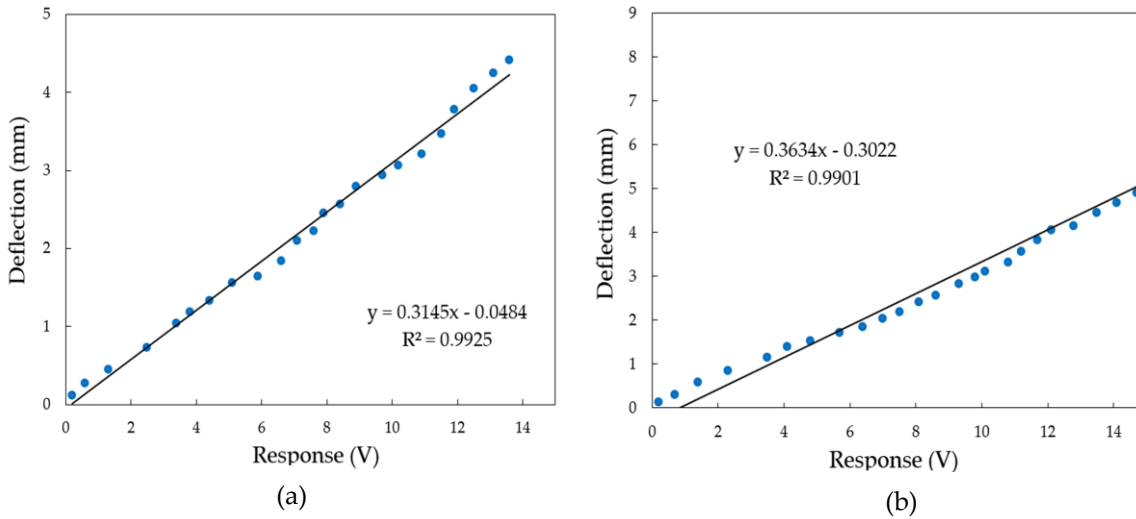 5
4
3
2
1
0
Deflection (mm)
y = 0.3145x - 0.0484
R² = 0.9925
0 2 4 6 8 10 12 14
Response (V)
(a)
9
8
7
6
5
4
3
2
1
0
Deflection (mm)
y = 0.3634x - 0.3022
R² = 0.9901
0 2 4 6 8 10 12 14
Response (V)
(b)